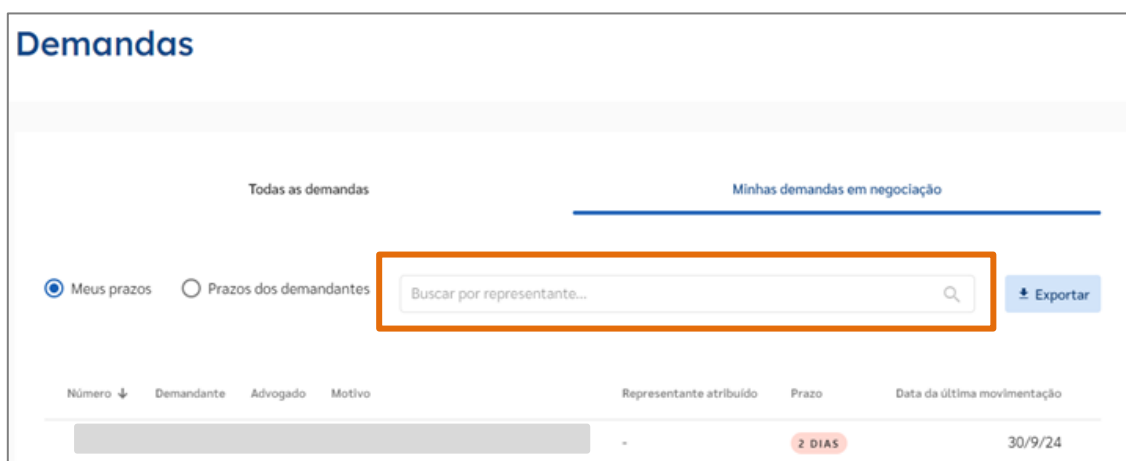 Demandas
Todas as demandas
Minhas demandas em negociação
Meus prazos
Prazos dos demandantes
Buscar por representante...
Exportar
Número
Demandante
Advogado
Motivo
Representante atribuído
Prazo
Data da última movimentação
-
2 DIAS
30/9/24